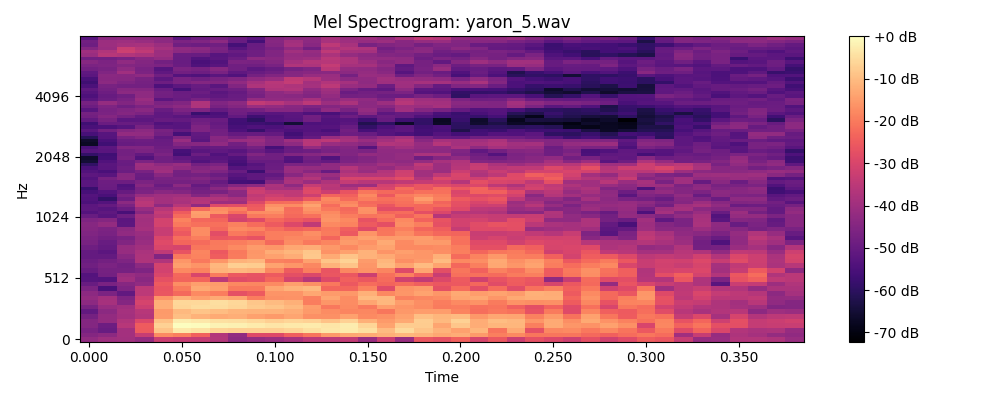 Mel Spectrogram: yaron_5.wav
+0 dB
-10 dB
-20 dB
-30 dB
-40 dB
-50 dB
-60 dB
-70 dB
Hz
4096
2048
1024
512
0
0.000 0.050 0.100 0.150 0.200 0.250 0.300 0.350
Time